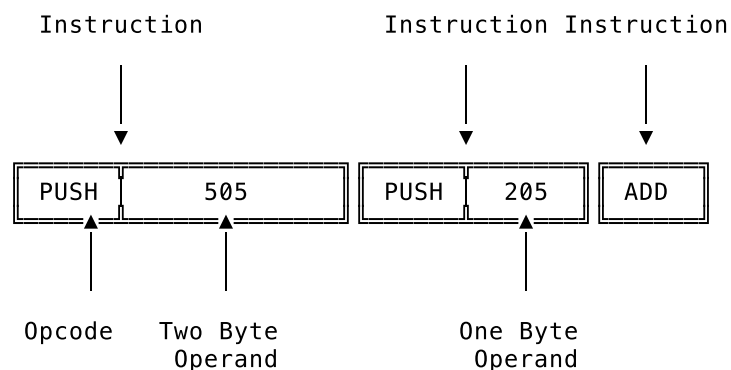 Instruction Instruction Instruction
PUSH 505 PUSH 205 ADD
Opcode Two Byte One Byte
Operand Operand